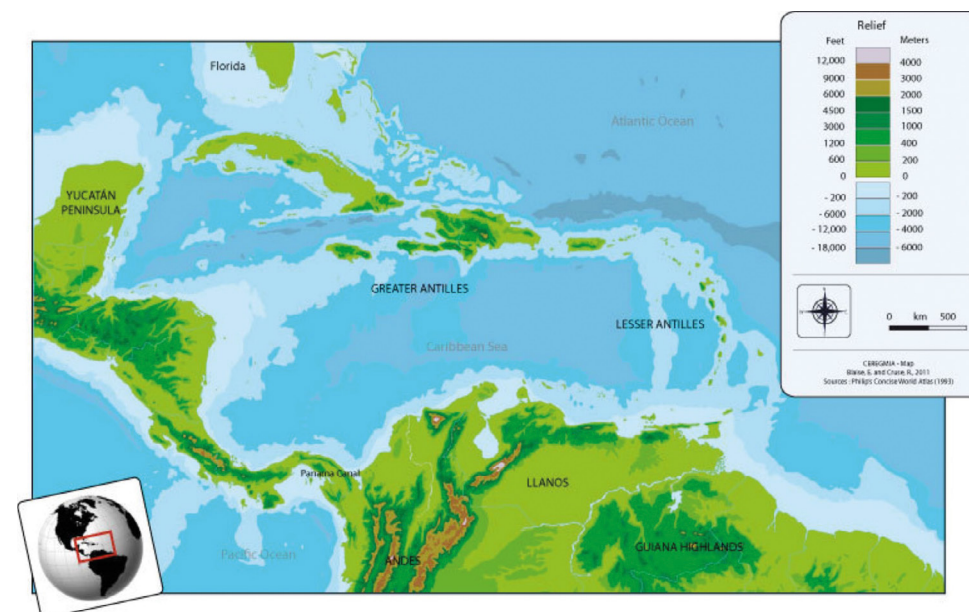 Relief
Feet Meters
12,000 4000
9000 3000
6000 2000
4500 1500
3000 1000
1200 400
600 200
0 0
- 200 - 200
- 6000 - 2000
- 12,000 - 4000
- 18,000 - 6000
0 km 500
CEREGMIA - Map
Blaise, E. and Cruse, R., 2011
Sources : Philip's Concise World Atlas (1993)
Florida
Atlantic Ocean
YUCATÁN
PENINSULA
GREATER ANTILLES
LESSER ANTILLES
Caribbean Sea
Panama Canal
LLANOS
Pacific Ocean
ANDES
GUIANA HIGHLANDS